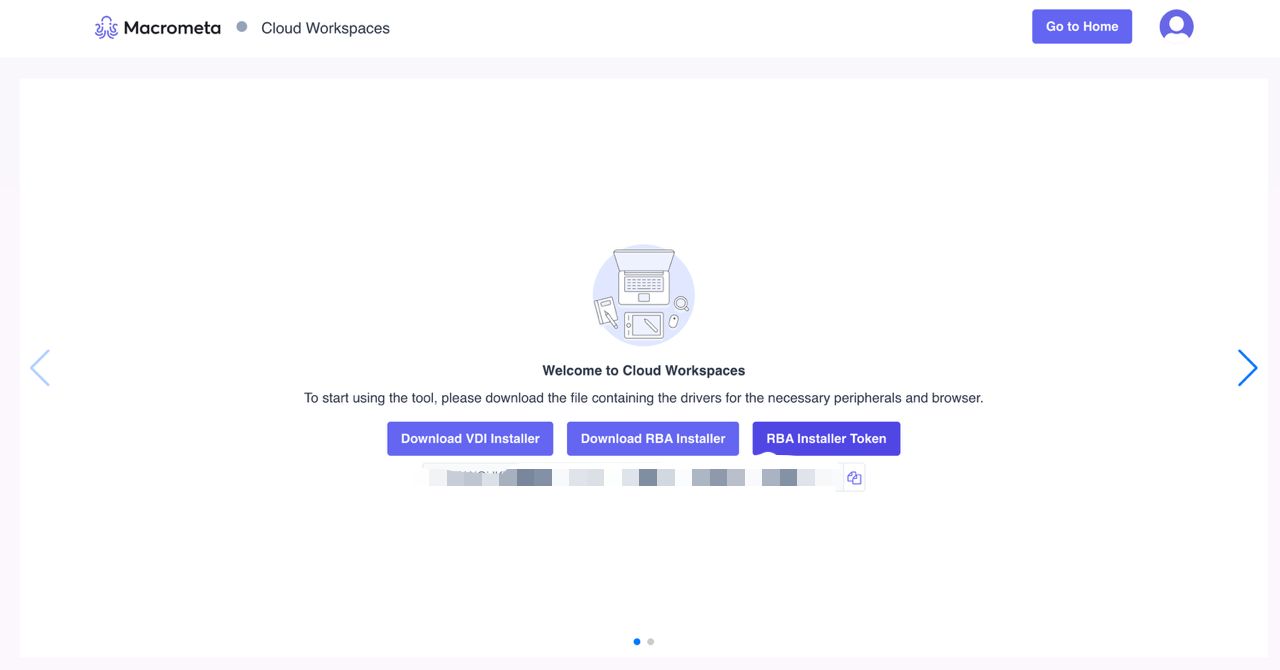 Macrometa Cloud Workspaces Go to Home
Welcome to Cloud Workspaces
To start using the tool, please download the file containing the drivers for the necessary peripherals and browser.
Download VDI Installer Download RBA Installer RBA Installer Token